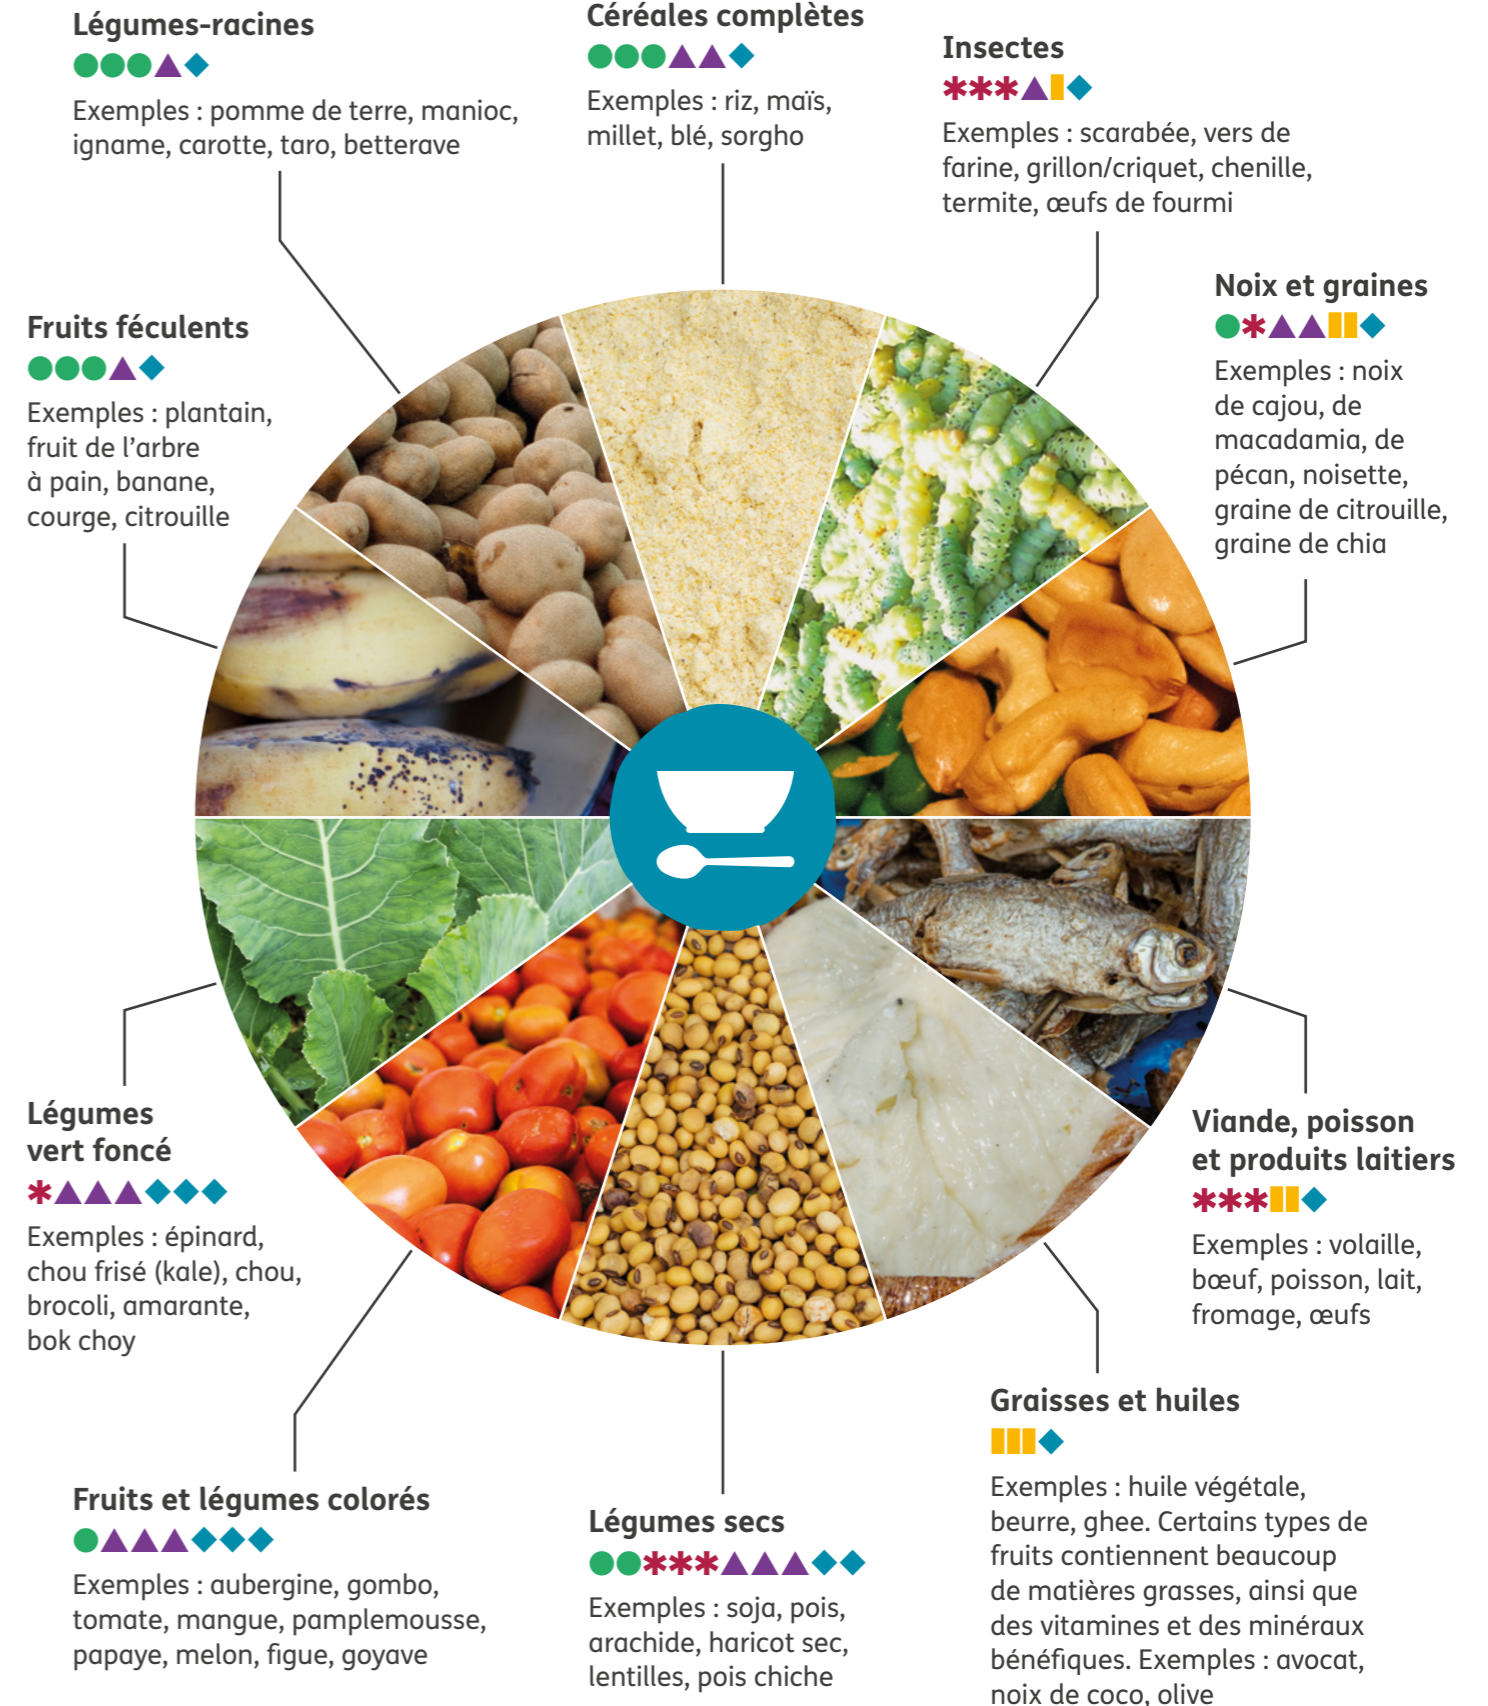 Légumes-racines
Exemples : pomme de terre, manioc,
igname, carotte, taro, betterave
Céréales complètes
Exemples : riz, maïs,
millet, blé, sorgho
Insectes
Exemples : scarabée, vers de
farine, grillon/criquet, chenille,
termite, œufs de fourmi
Noix et graines
Exemples : noix
de cajou, de
macadamia, de
pécan, noisette,
graine de citrouille,
graine de chia
Fruits féculents
Exemples : plantain,
fruit de l’arbre
à pain, banane,
courge, citrouille
Légumes
vert foncé
Exemples : épinard,
chou frisé (kale), chou,
brocoli, amarante,
bok choy
Viande, poisson
et produits laitiers
Exemples : volaille,
bœuf, poisson, lait,
fromage, œufs
Fruits et légumes colorés
Exemples : aubergine, gombo,
tomate, mangue, pamplemousse,
papaye, melon, figue, goyave
Légumes secs
Exemples : soja, pois,
arachide, haricot sec,
lentilles, pois chiche
Graisses et huiles
Exemples : huile végétale,
beurre, ghee. Certains types de
fruits contiennent beaucoup
de matières grasses, ainsi que
des vitamines et des minéraux
bénéfiques. Exemples : avocat,
noix de coco, olive